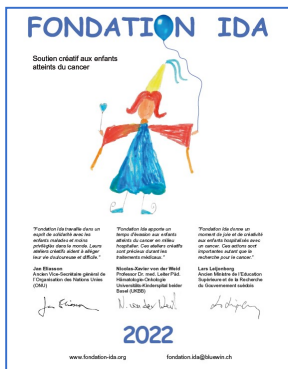 FONDATION IDA
Soutien créatif aux enfants
atteints du cancer
"Fondation Ida travaille dans un
esprit de solidarité avec les
enfants malades et moins
privilégiés dans le monde. Leurs
ateliers créatifs aident à alléger
leur vie douloureuse et difficile."
Jan Eliasson
Ancien Vice-Secrétaire général de
l'Organisation des Nations Unies
(ONU)
"Fondation Ida apporte un
temps d'évasion aux enfants
atteints du cancer en milieu
hospitalier. Ces ateliers créatifs
sont précieux durant les
traitements médicaux."
Nicolas-Xavier von der Weid
Professor Dr. med. Leiter Päd.
Hämatologie-Onkologie
Universitäts-Kinderspital beider
Basel (UKBB)
"Fondation Ida donne un
moment de joie et de créativité
aux enfants hospitalisés avec
un cancer. Ces actions sont
importantes autant que la
recherche pour le cancer."
Lars Leijonborg
Ancien Ministre de l'Education
Supérieure et de la Recherche
du Gouvernement suédois
2022
www.fondation-ida.org
fondation.ida@bluewin.ch